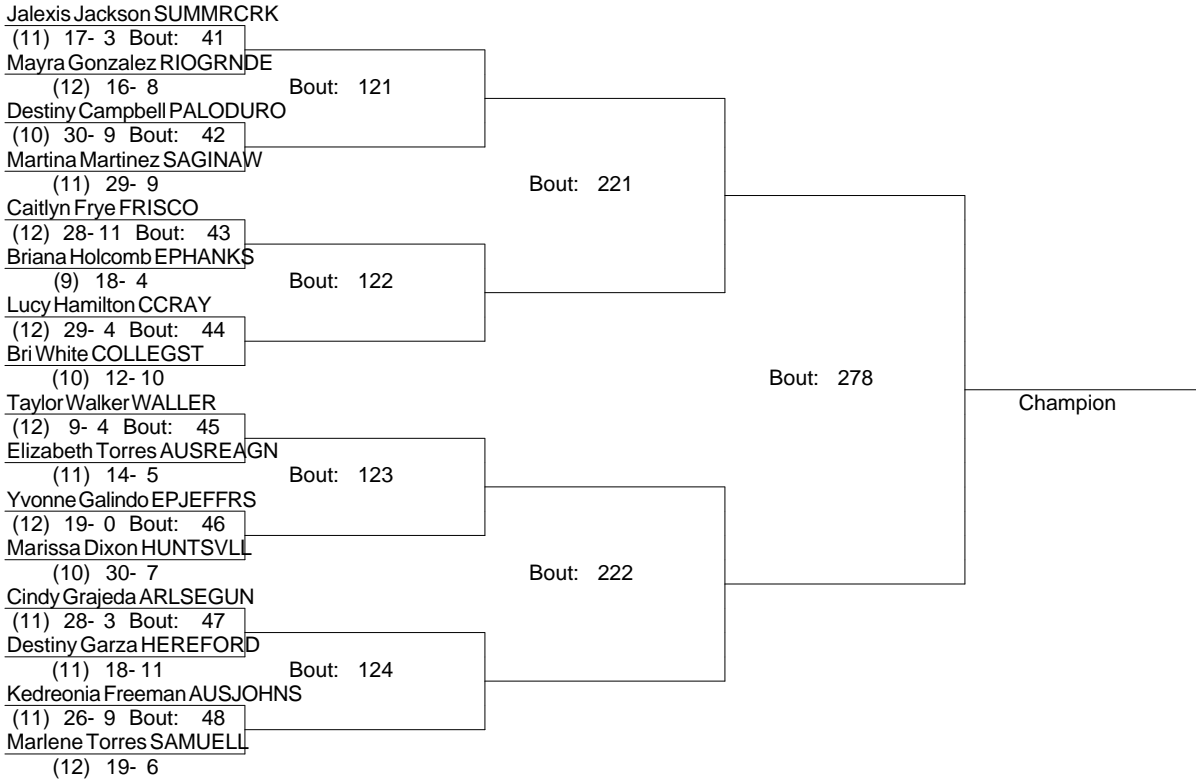 Jalexis Jackson SUMMRCRK
(11) 17- 3 Bout: 41
Mayra Gonzalez RIOGRNDE
(12) 16- 8 Bout: 121
Destiny Campbell PALODURO
(10) 30- 9 Bout: 42
Martina Martinez SAGINAW
(11) 29- 9 Bout: 221
Caitlyn Frye FRISCO
(12) 28- 11 Bout: 43
Briana Holcomb EPHANKS
(9) 18- 4 Bout: 122
Lucy Hamilton CCRAY
(12) 29- 4 Bout: 44
Bri White COLLEGST
(10) 12- 10 Bout: 278
Taylor Walker WALLER Champion
(12) 9- 4 Bout: 45
Elizabeth Torres AUSREAGN
(11) 14- 5 Bout: 123
Yvonne Galindo EPJEFFRS
(12) 19- 0 Bout: 46
Marissa Dixon HUNTSVLL
(10) 30- 7 Bout: 222
Cindy Grajeda ARLSEGUN
(11) 28- 3 Bout: 47
Destiny Garza HEREFORD
(11) 18- 11 Bout: 124
Kedreonia Freeman AUSJOHNS
(11) 26- 9 Bout: 48
Marlene Torres SAMUELL
(12) 19- 6